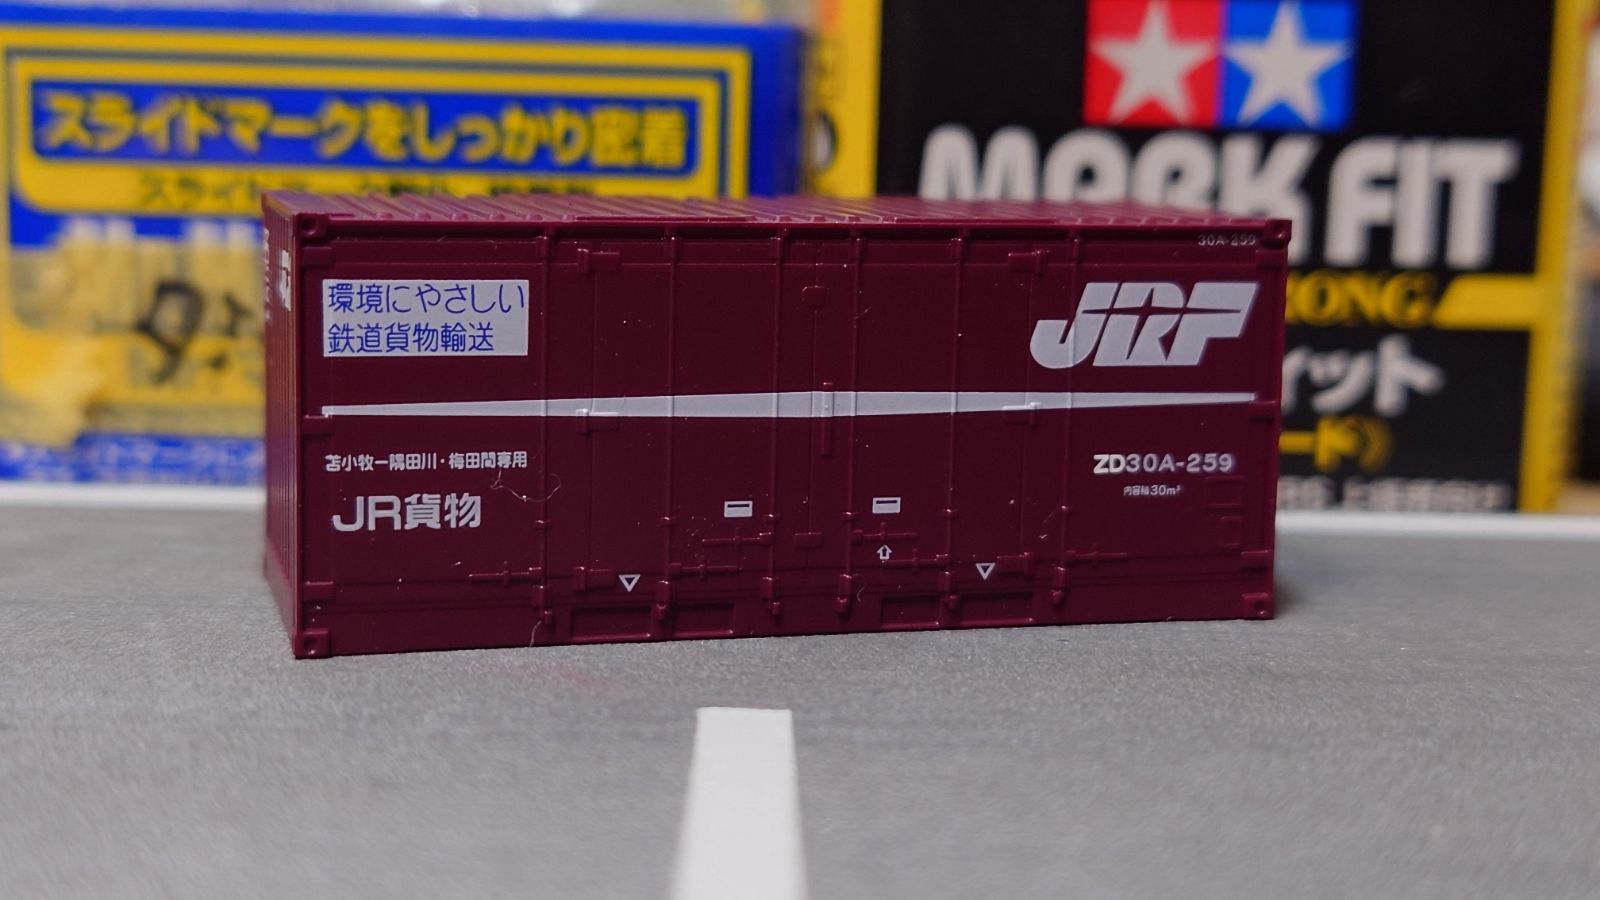 スライドマークをしっかり密着
MARK FIT
30A-259
環境にやさしい
鉄道貨物輸送
JRF
苫小牧ー隅田川・梅田間専用
JR貨物
ZD30A-259
内容積30m³